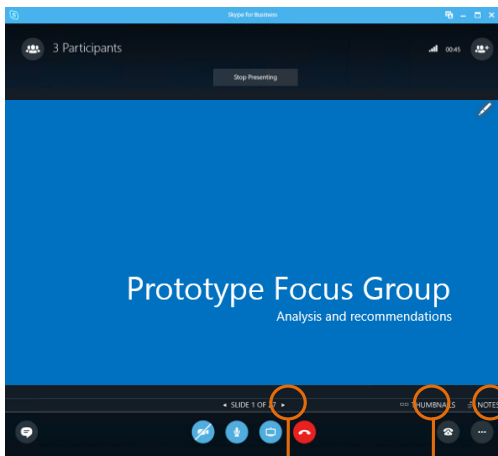 Skype for Business
3 Participants
00:45
Stop Presenting
Prototype Focus Group
Analysis and recommendations
SLIDE 1 OF 27
THUMBNAILS
NOTES